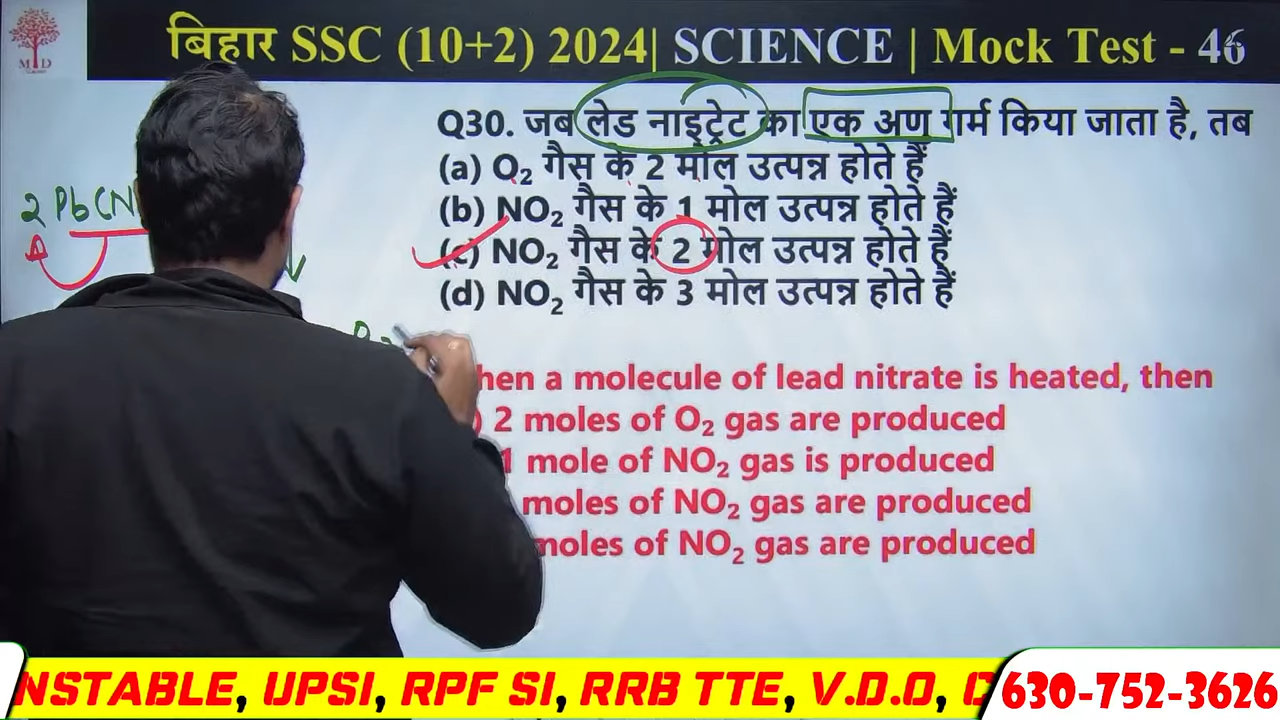 बिहार SSC (10+2) 2024| SCIENCE | Mock Test - 46
MD
Q30. जब लेड नाइट्रेट का एक अणु गर्म किया जाता है, तब
(a) O₂ गैस के 2 मोल उत्पन्न होते हैं
(b) NO₂ गैस के 1 मोल उत्पन्न होते हैं
(c) NO₂ गैस के 2 मोल उत्पन्न होते हैं
(d) NO₂ गैस के 3 मोल उत्पन्न होते हैं
2 Pb(N
hen a molecule of lead nitrate is heated, then
) 2 moles of O₂ gas are produced
1 mole of NO₂ gas is produced
moles of NO₂ gas are produced
moles of NO₂ gas are produced
NSTABLE, UPSI, RPF SI, RRB TTE, V.D.O, C
630-752-3626